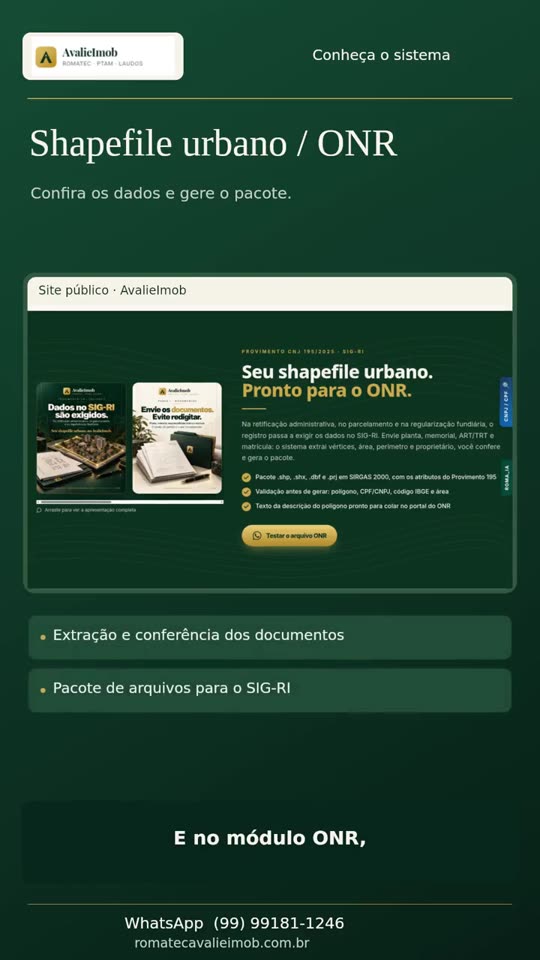 AvalieImob
ROMATEC · PTAM · LAUDOS
Conheça o sistema
Shapefile urbano / ONR
Confira os dados e gere o pacote.
Site público · AvalieImob
AvalieImob
Dados no SIG-RI
são exigidos.
AvalieImob
Envie os documentos.
Evite redigitar.
Arraste para ver a apresentação completa
PROVIMENTO CNJ 195/2025 · SIG-RI
Seu shapefile urbano.
Pronto para o ONR.
Na retificação administrativa, no parcelamento e na regularização fundiária, o
registro passa a exigir os dados no SIG-RI. Envie planta, memorial, ART/TRT e
matrícula: o sistema extrai vértices, área, perímetro e proprietário, você confere
e gera o pacote.
Pacote .shp, .shx, .dbf e .prj em SIRGAS 2000, com os atributos do Provimento 195
Validação antes de gerar: polígono, CPF/CNPJ, código IBGE e área
Texto da descrição do polígono pronto para colar no portal do ONR
Testar o arquivo ONR
CNPJ / CPF
ROMA_IA
Extração e conferência dos documentos
Pacote de arquivos para o SIG-RI
E no módulo ONR,
WhatsApp (99) 99181-1246
romatecavalieimob.com.br